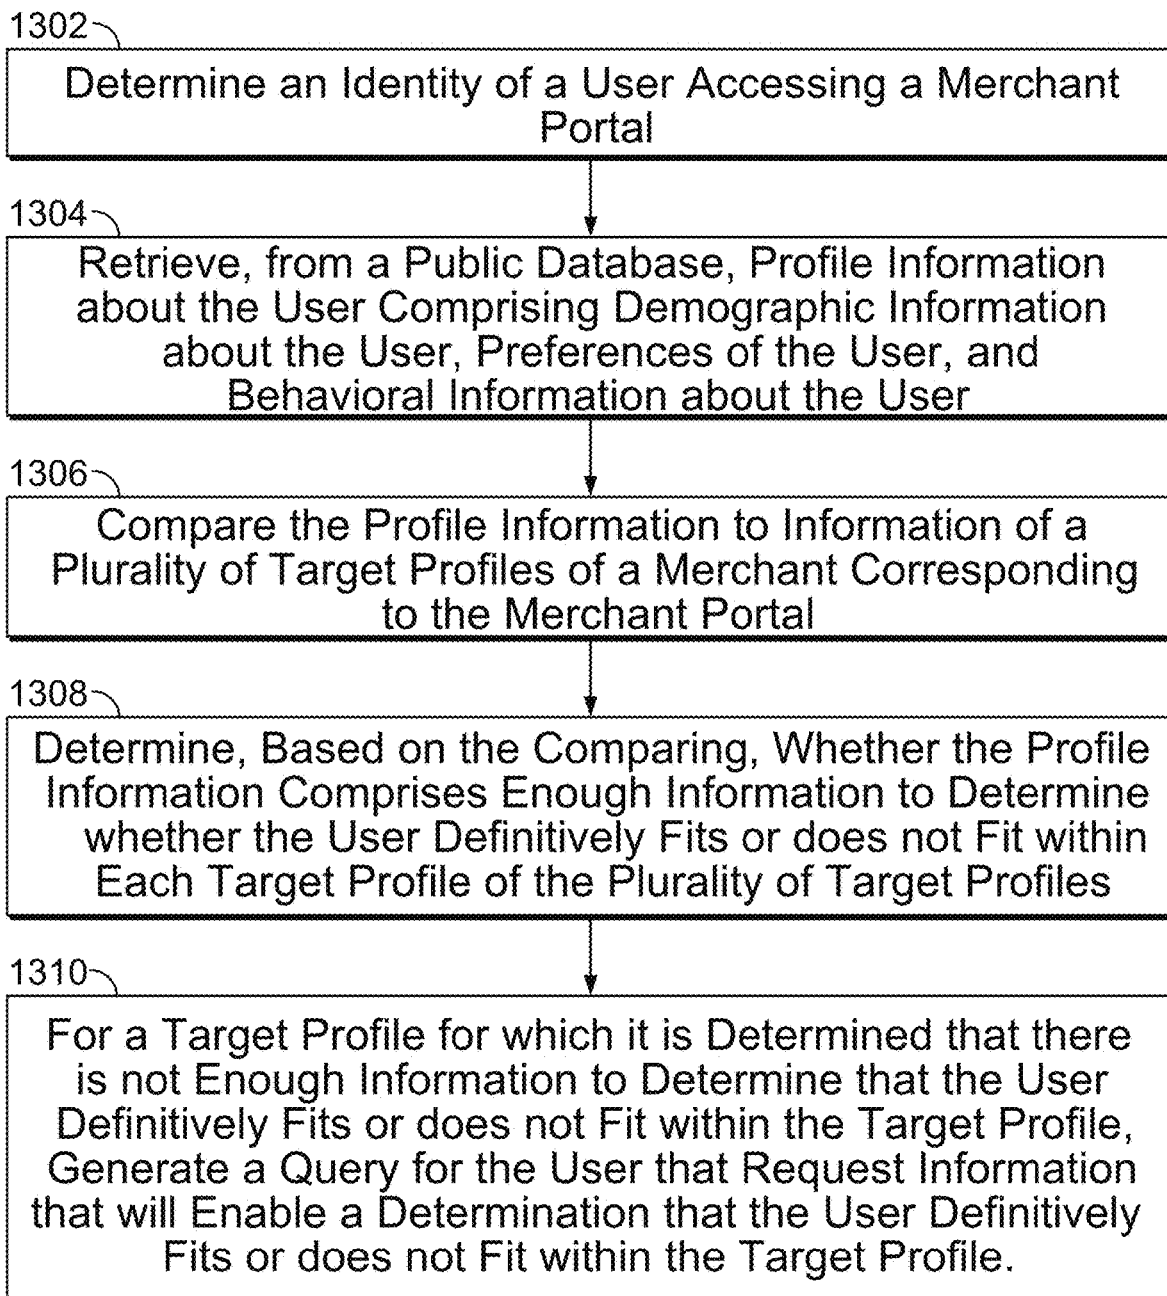 1302
Determine an Identity of a User Accessing a Merchant
Portal
1304
Retrieve, from a Public Database, Profile Information
about the User Comprising Demographic Information
about the User, Preferences of the User, and
Behavioral Information about the User
1306
Compare the Profile Information to Information of a
Plurality of Target Profiles of a Merchant Corresponding
to the Merchant Portal
1308
Determine, Based on the Comparing, Whether the Profile
Information Comprises Enough Information to Determine
whether the User Definitively Fits or does not Fit within
Each Target Profile of the Plurality of Target Profiles
1310
For a Target Profile for which it is Determined that there
is not Enough Information to Determine that the User
Definitively Fits or does not Fit within the Target Profile,
Generate a Query for the User that Request Information
that will Enable a Determination that the User Definitively
Fits or does not Fit within the Target Profile.